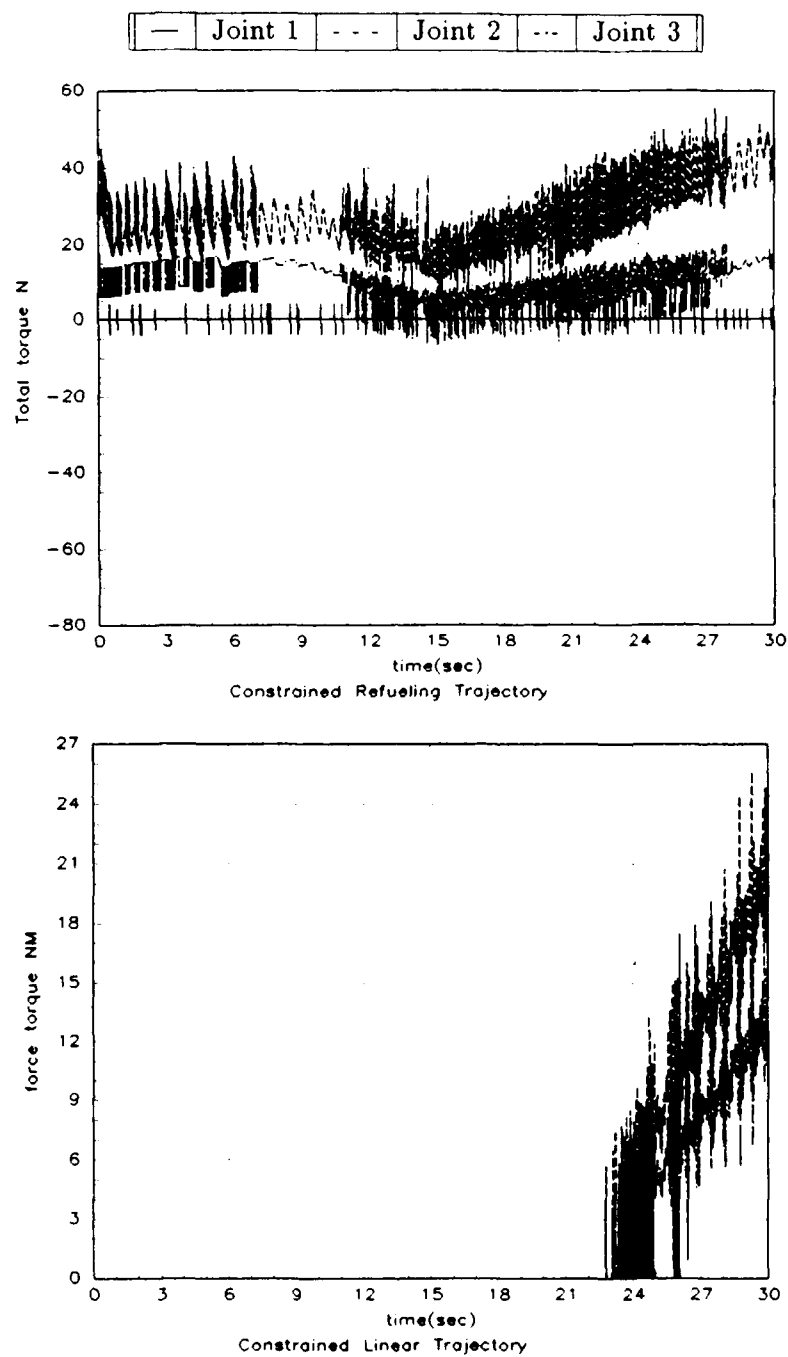 — Joint 1 - - - Joint 2 -·- Joint 3
60
40
20
0
-20
-40
-60
-80
Total torque N
0 3 6 9 12 15 18 21 24 27 30
time(sec)
Constrained Refueling Trajectory
27
24
21
18
15
12
9
6
3
0
force torque NM
0 3 6 9 12 15 18 21 24 27 30
time(sec)
Constrained Linear Trajectory